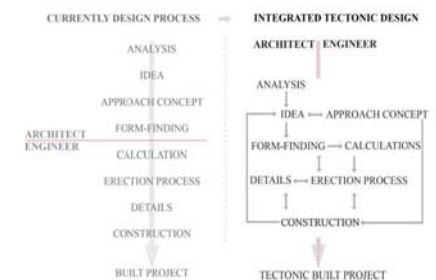 CURRENTLY DESIGN PROCESS
ANALYSIS
IDEA
APPROACH CONCEPT
FORM-FINDING
ARCHITECT
ENGINEER
CALCULATION
ERECTION PROCESS
DETAILS
CONSTRUCTION
BUILT PROJECT
INTEGRATED TECTONIC DESIGN
ARCHITECT ENGINEER
ANALYSIS
IDEA APPROACH CONCEPT
FORM-FINDING CALCULATIONS
DETAILS ERECTION PROCESS
CONSTRUCTION
TECTONIC BUILT PROJECT